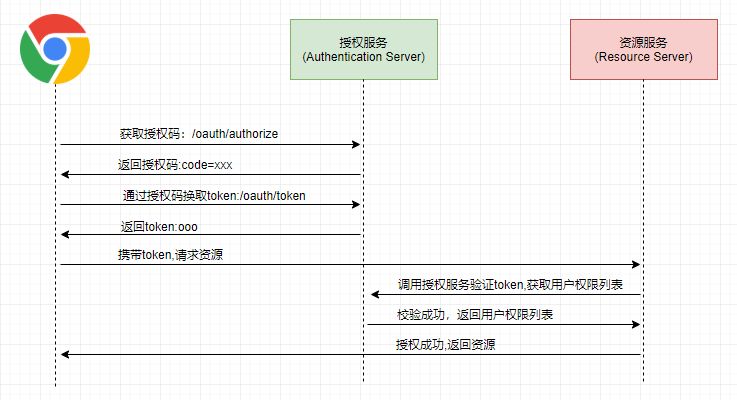 授权服务
(Authentication Server)
资源服务
(Resource Server)
获取授权码：/oauth/authorize
返回授权码:code=xxx
通过授权码换取token:/oauth/token
返回token:ooo
携带token,请求资源
调用授权服务验证token,获取用户权限列表
校验成功，返回用户权限列表
授权成功,返回资源